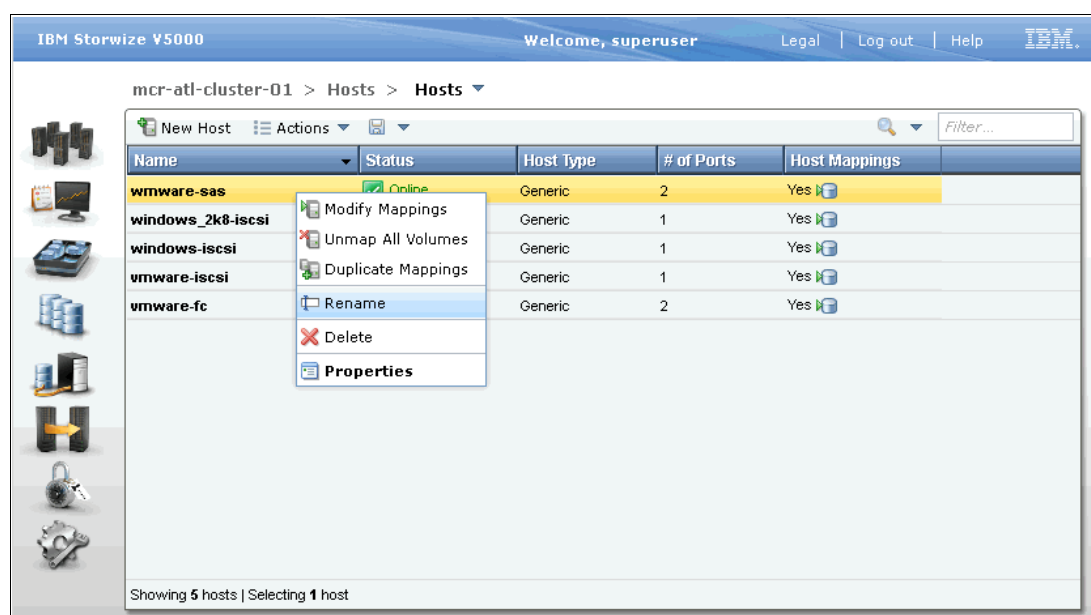 IBM Storwize V5000 Welcome, superuser Legal | Log out | Help IBM.
mcr-atl-cluster-01 > Hosts > Hosts
New Host Actions Filter...
Name Status Host Type # of Ports Host Mappings
wmware-sas Online Generic 2 Yes
windows_2k8-iscsi Generic 1 Yes
windows-iscsi Generic 1 Yes
vmware-iscsi Generic 1 Yes
vmware-fc Generic 2 Yes
Modify Mappings
Unmap All Volumes
Duplicate Mappings
Rename
Delete
Properties
Showing 5 hosts | Selecting 1 host